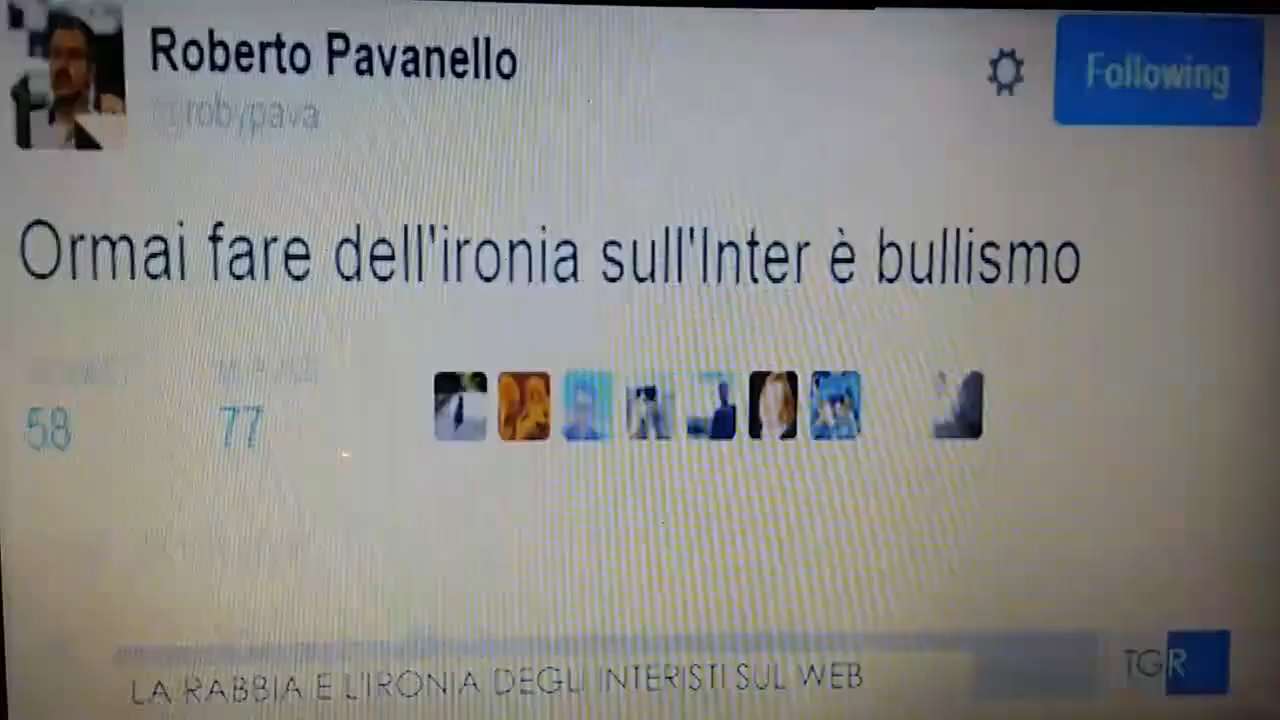 Roberto Pavanello
@robypava
Following
Ormai fare dell'ironia sull'Inter è bullismo
58
77
LA RABBIA E L'IRONIA DEGLI INTERISTI SUL WEB
TGR